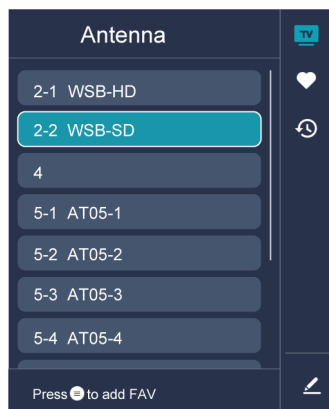 Antenna
TV
2-1 WSB-HD
2-2 WSB-SD
4
5-1 AT05-1
5-2 AT05-2
5-3 AT05-3
5-4 AT05-4
Press to add FAV